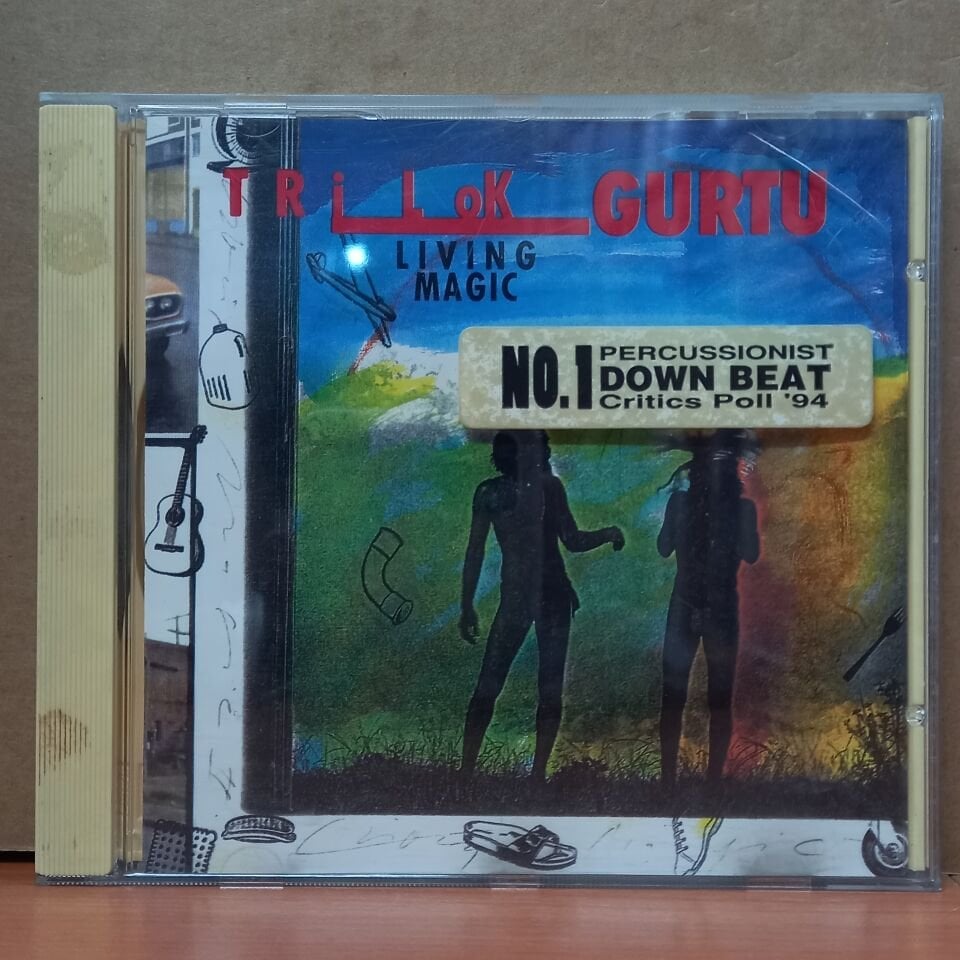 TRiLOK GURTU
LIVING
MAGIC
NO.1 PERCUSSIONIST
DOWN BEAT
Critics Poll '94